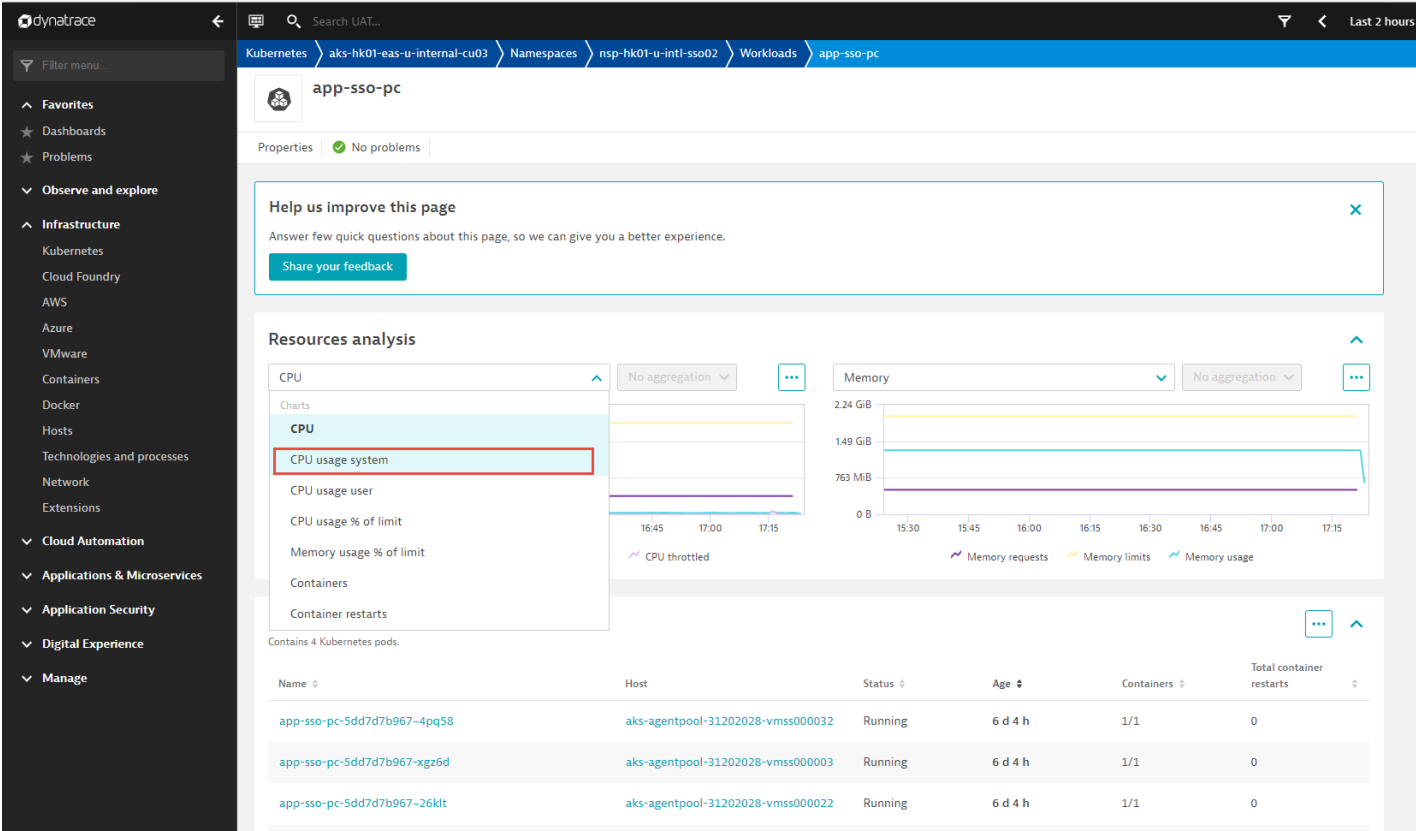 dynatrace
Search UAT...
Last 2 hours
Filter menu...
Favorites
Dashboards
Problems
Observe and explore
Infrastructure
Kubernetes
Cloud Foundry
AWS
Azure
VMware
Containers
Docker
Hosts
Technologies and processes
Network
Extensions
Cloud Automation
Applications & Microservices
Application Security
Digital Experience
Manage
Kubernetes aks-hk01-eas-u-internal-cu03 Namespaces nsp-hk01-u-intl-sso02 Workloads app-sso-pc
app-sso-pc
Properties No problems
Help us improve this page
Answer few quick questions about this page, so we can give you a better experience.
Share your feedback
Resources analysis
CPU No aggregation ...
Charts
CPU
CPU usage system
CPU usage user
CPU usage % of limit
Memory usage % of limit
Containers
Container restarts
16:45 17:00 17:15
CPU throttled
Memory No aggregation ...
2.24 GiB
1.49 GiB
763 MiB
0 B
15:30 15:45 16:00 16:15 16:30 16:45 17:00 17:15
Memory requests Memory limits Memory usage
...
Contains 4 Kubernetes pods.
Name Host Status Age Containers Total container
restarts
app-sso-pc-5dd7d7b967-4pq58 aks-agentpool-31202028-vmss000032 Running 6 d 4 h 1/1 0
app-sso-pc-5dd7d7b967-xgz6d aks-agentpool-31202028-vmss000003 Running 6 d 4 h 1/1 0
app-sso-pc-5dd7d7b967-26klt aks-agentpool-31202028-vmss000022 Running 6 d 4 h 1/1 0